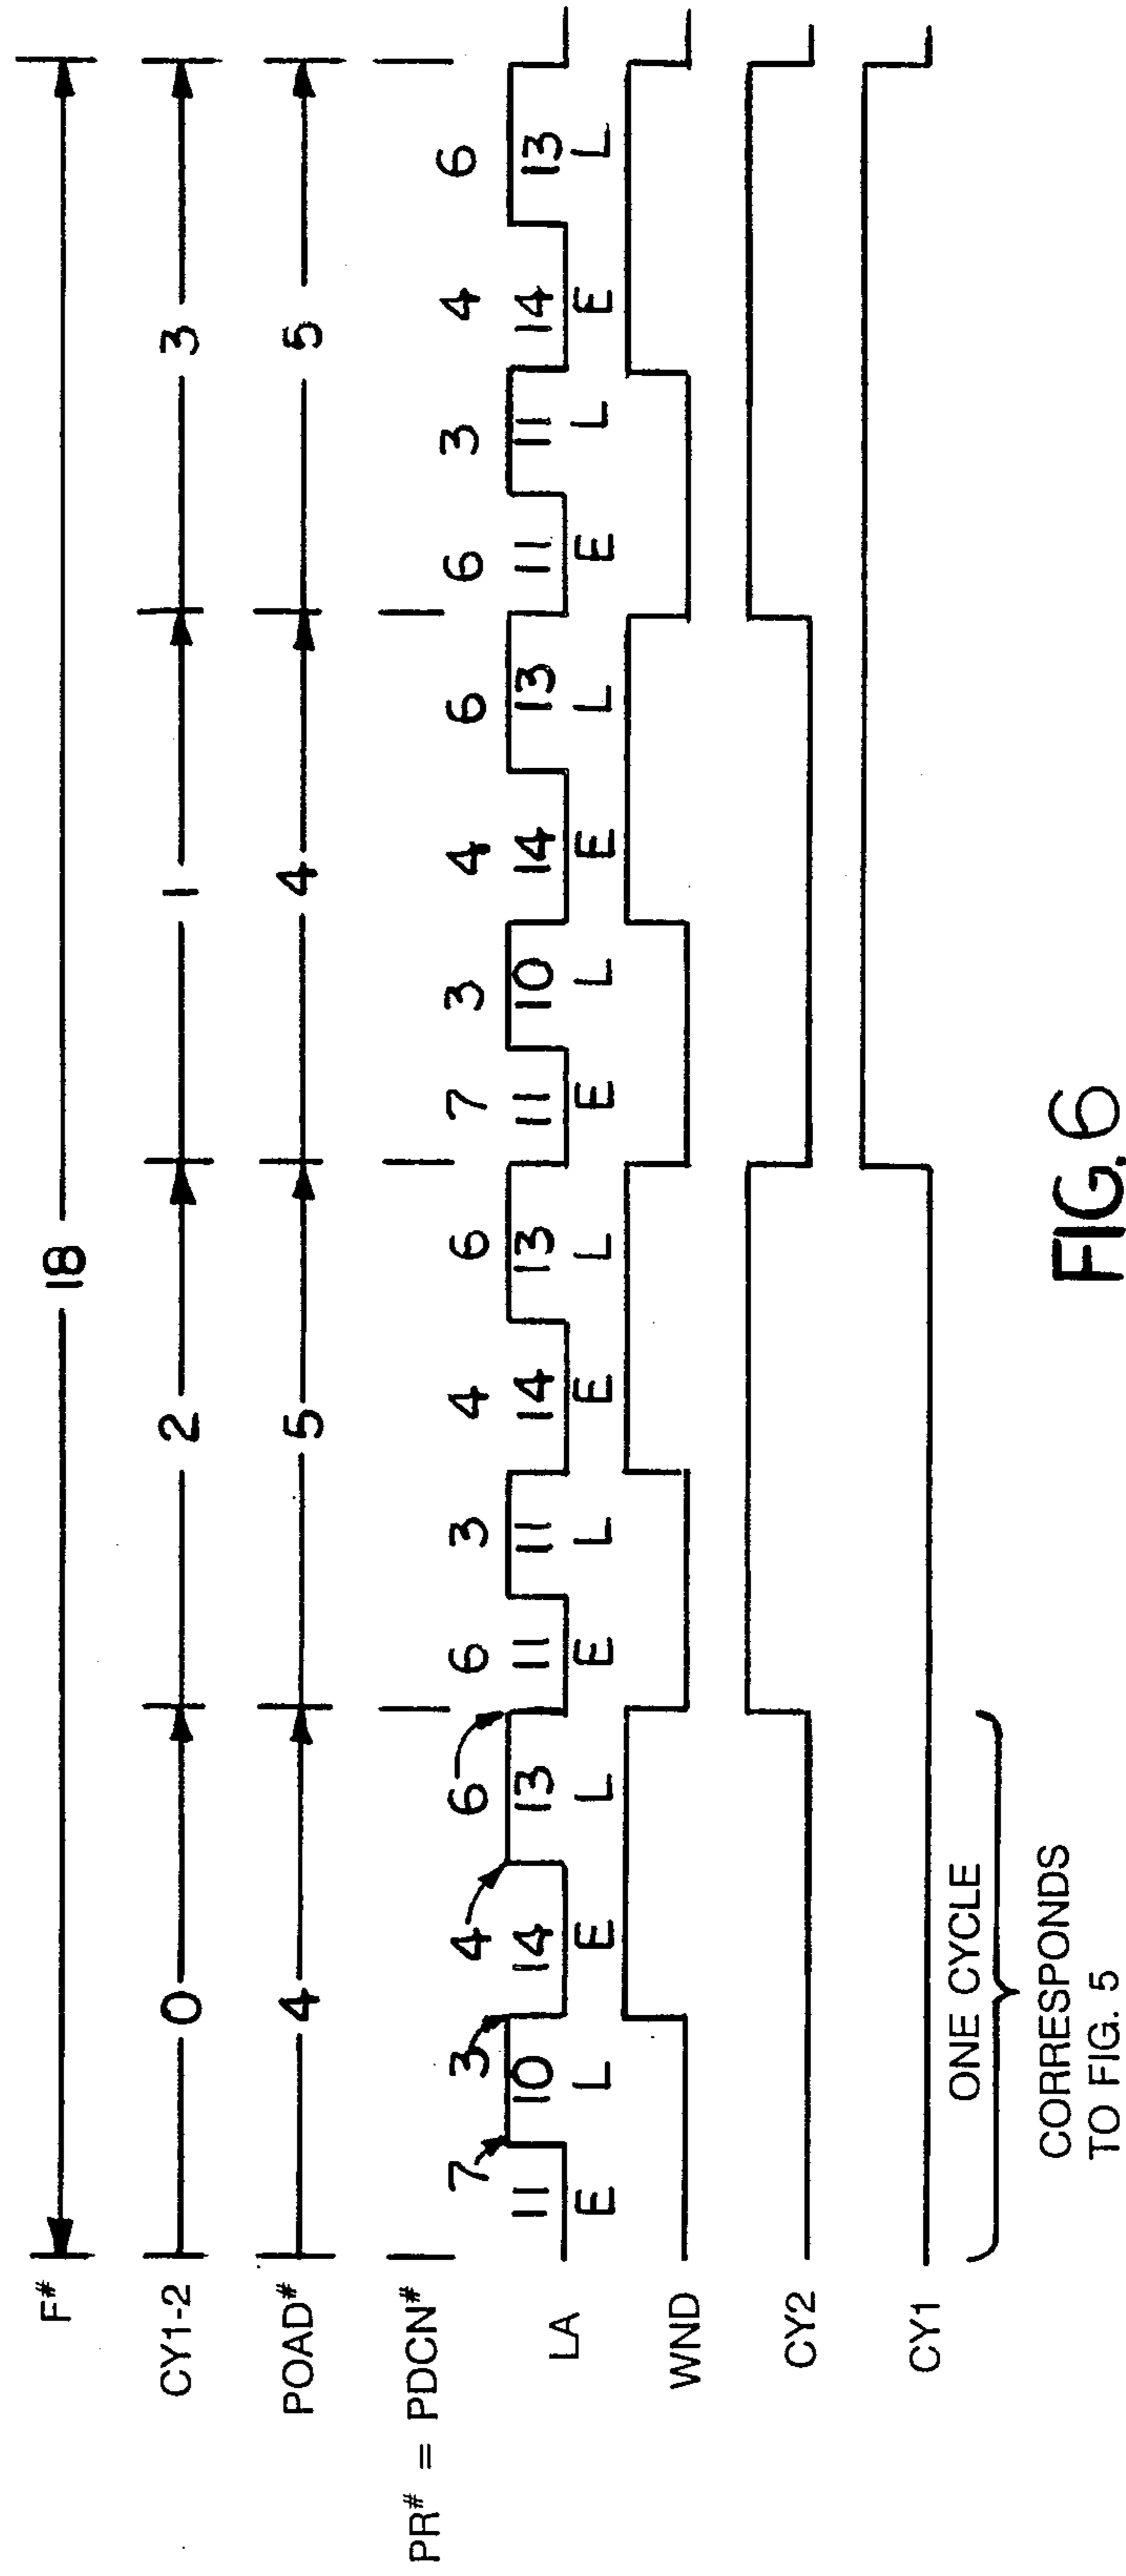 F# 18
CY1-2 0 2 1 3
POAD# 4 5 4 5
PR# = PDCN# 7 3 4 6 6 3 4 6 7 3 4 6 6 3 4 6
LA 11 10 14 13 11 11 14 13 11 10 14 13 11 11 14 13
E L E L E L E L E L E L E L E L
WND
CY2
CY1
ONE CYCLE
CORRESPONDS
TO FIG. 5
FIG. 6